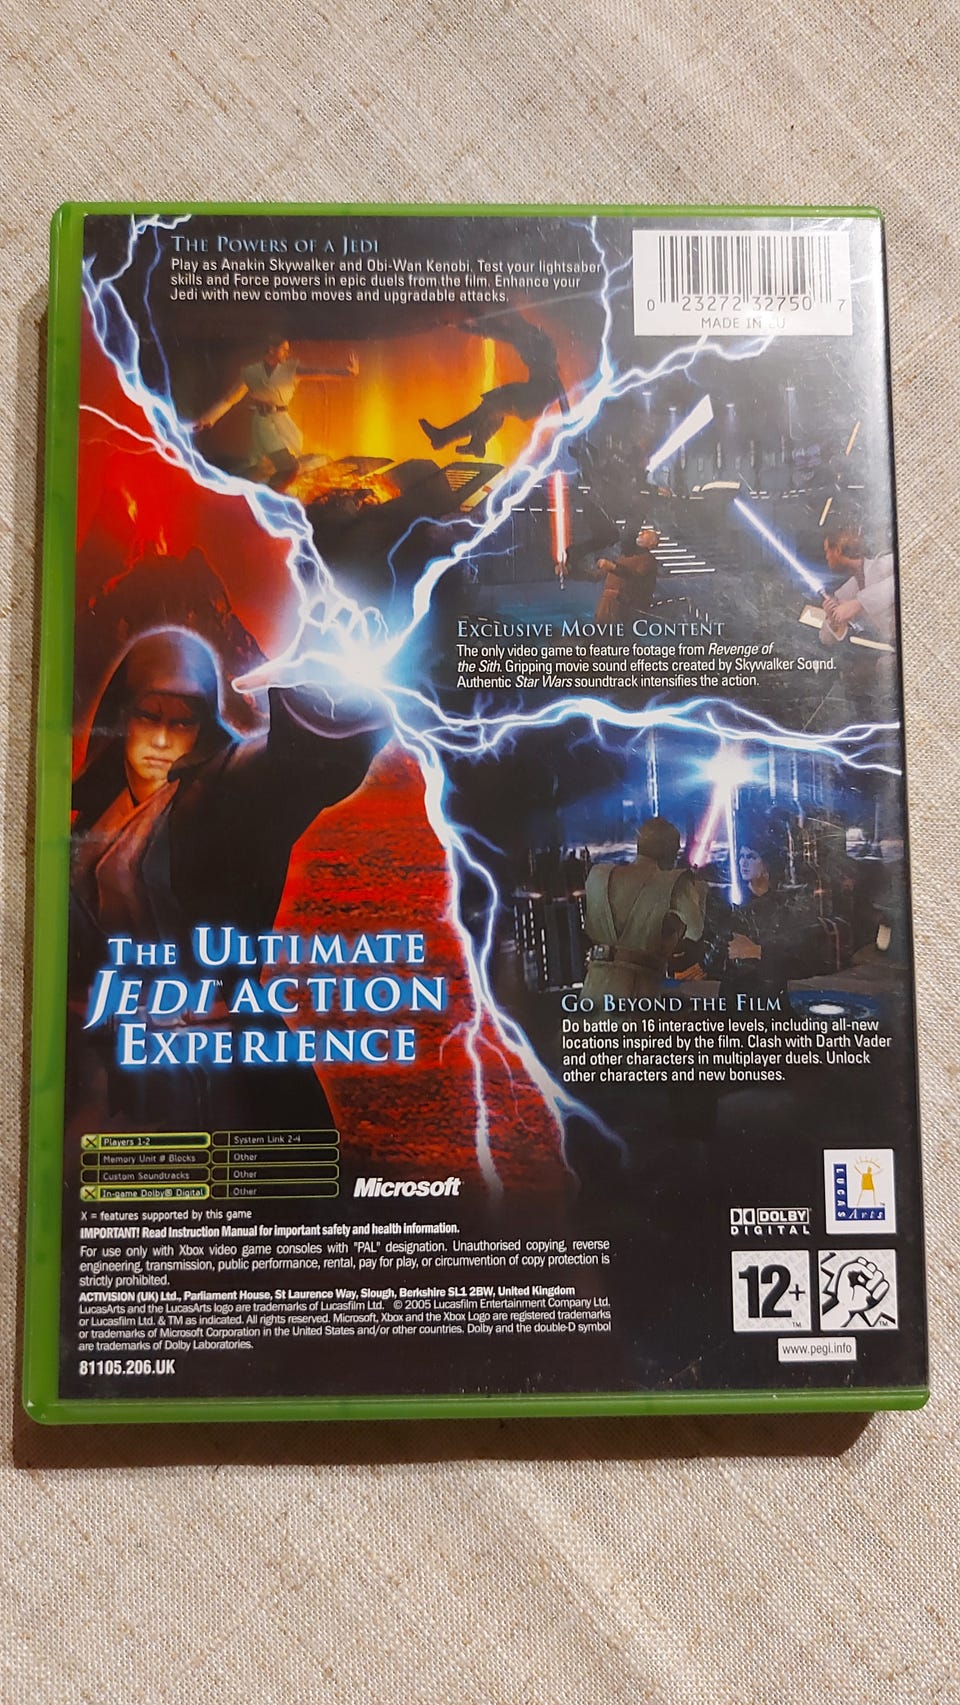 THE POWERS OF A JEDI
Play as Anakin Skywalker and Obi-Wan Kenobi. Test your lightsaber
skills and Force powers in epic duels from the film. Enhance your
Jedi with new combo moves and upgradable attacks.
0 23272 32750 7
MADE IN EU
EXCLUSIVE MOVIE CONTENT
The only video game to feature footage from Revenge of
the Sith. Gripping movie sound effects created by Skywalker Sound.
Authentic Star Wars soundtrack intensifies the action.
THE ULTIMATE
JEDI™ ACTION
EXPERIENCE
GO BEYOND THE FILM
Do battle on 16 interactive levels, including all-new
locations inspired by the film. Clash with Darth Vader
and other characters in multiplayer duels. Unlock
other characters and new bonuses.
X Players 1-2
System Link 2-4
Memory Unit # Blocks
Other
Custom Soundtracks
Other
X In-game Dolby® Digital
Other
Microsoft
X = features supported by this game
IMPORTANT! Read Instruction Manual for important safety and health information.
For use only with Xbox video game consoles with "PAL" designation. Unauthorised copying, reverse
engineering, transmission, public performance, rental, pay for play, or circumvention of copy protection is
strictly prohibited.
ACTIVISION (UK) Ltd., Parliament House, St Laurence Way, Slough, Berkshire SL1 2BW, United Kingdom
LucasArts and the LucasArts logo are trademarks of Lucasfilm Ltd. © 2005 Lucasfilm Entertainment Company Ltd.
or Lucasfilm Ltd. & TM as indicated. All rights reserved. Microsoft, Xbox and the Xbox Logo are registered trademarks
or trademarks of Microsoft Corporation in the United States and/or other countries. Dolby and the double-D symbol
are trademarks of Dolby Laboratories.
81105.206.UK
LUCAS Arts
DOLBY
DIGITAL
12+ ™
™
www.pegi.info